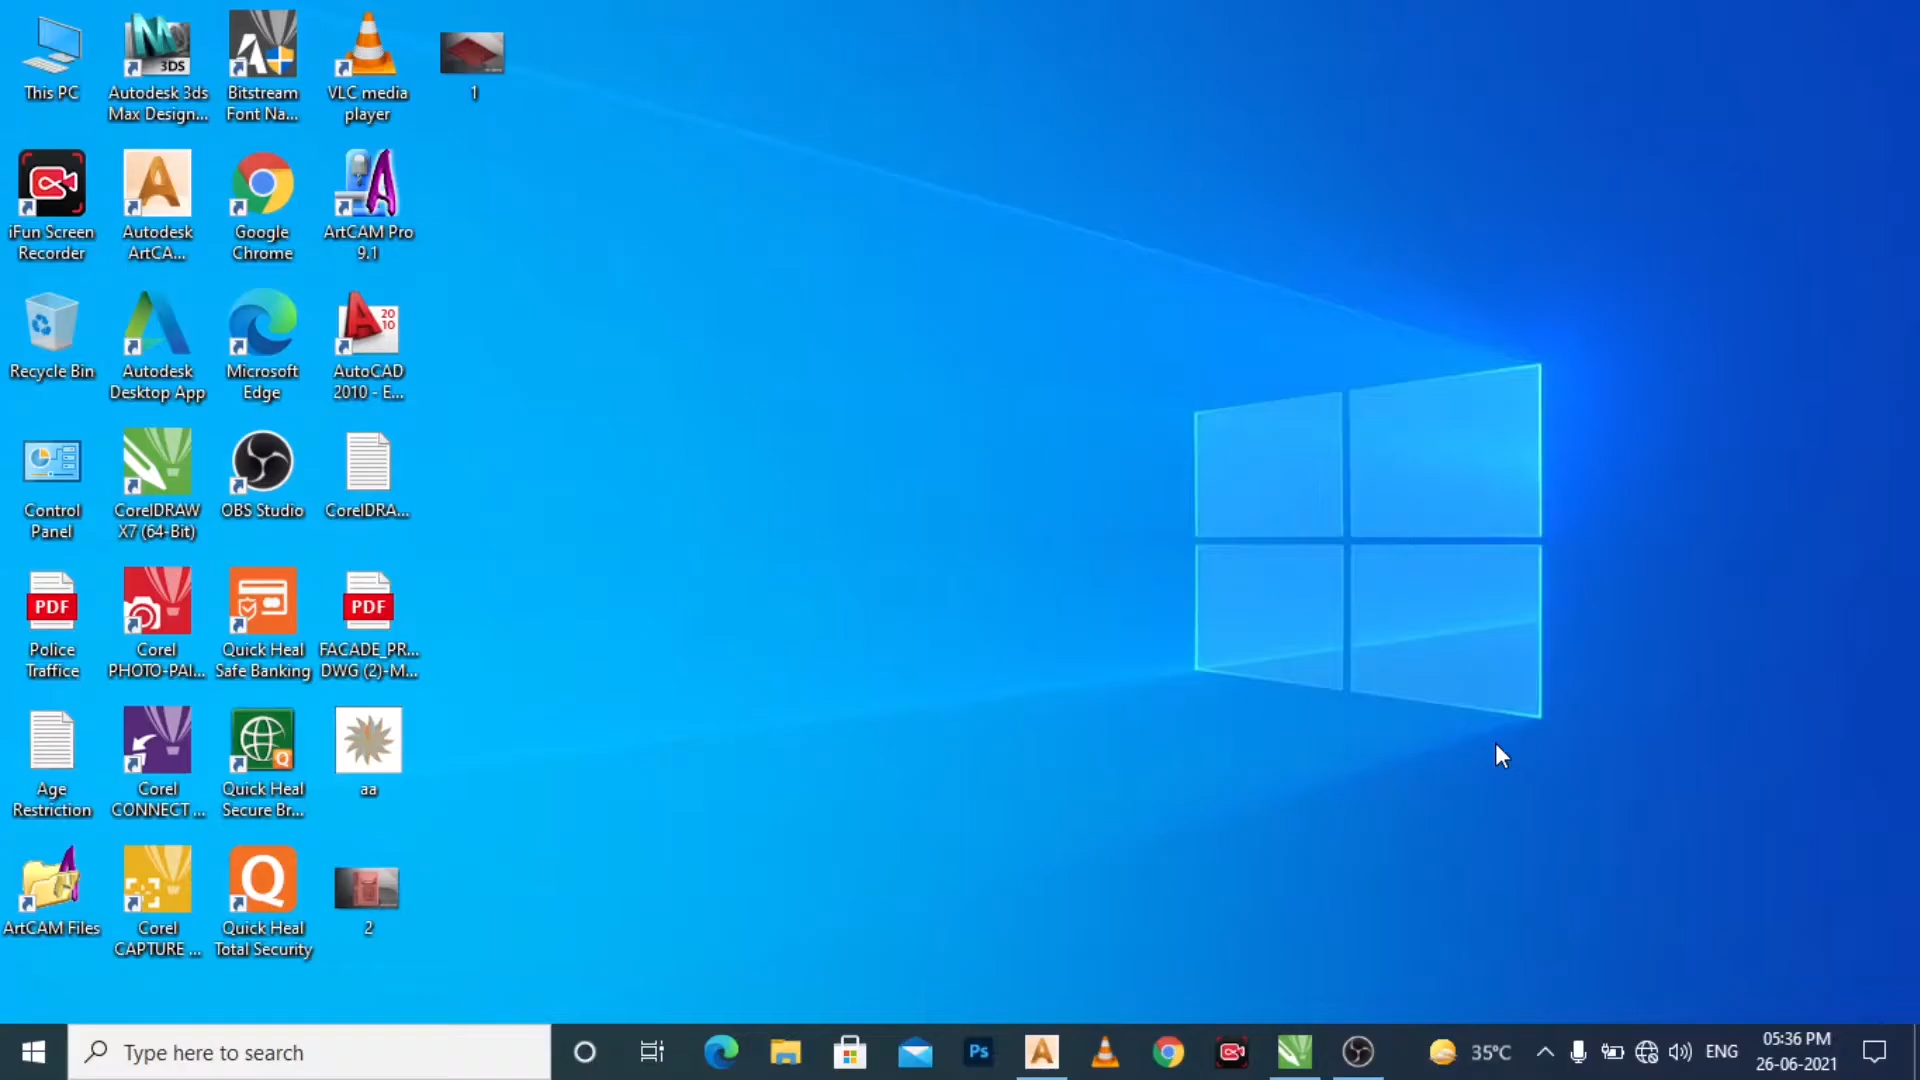 This PC
3DS
Autodesk 3ds
Max Design...
Bitstream
Font Na...
VLC media
player
1
iFun Screen
Recorder
Autodesk
ArtCA...
Google
Chrome
ArtCAM Pro
9.1
Recycle Bin
Autodesk
Desktop App
Microsoft
Edge
20
10
AutoCAD
2010 - E...
Control
Panel
CorelDRAW
X7 (64-Bit)
OBS Studio
CorelDRA...
PDF
Police
Traffice
Corel
PHOTO-PAI...
Quick Heal
Safe Banking
PDF
FACADE_PR...
DWG (2)-M...
Age
Restriction
Corel
CONNECT ...
Quick Heal
Secure Br...
aa
ArtCAM Files
Corel
CAPTURE ...
Quick Heal
Total Security
2
Type here to search
Ps
35°C
ENG
05:36 PM
26-06-2021